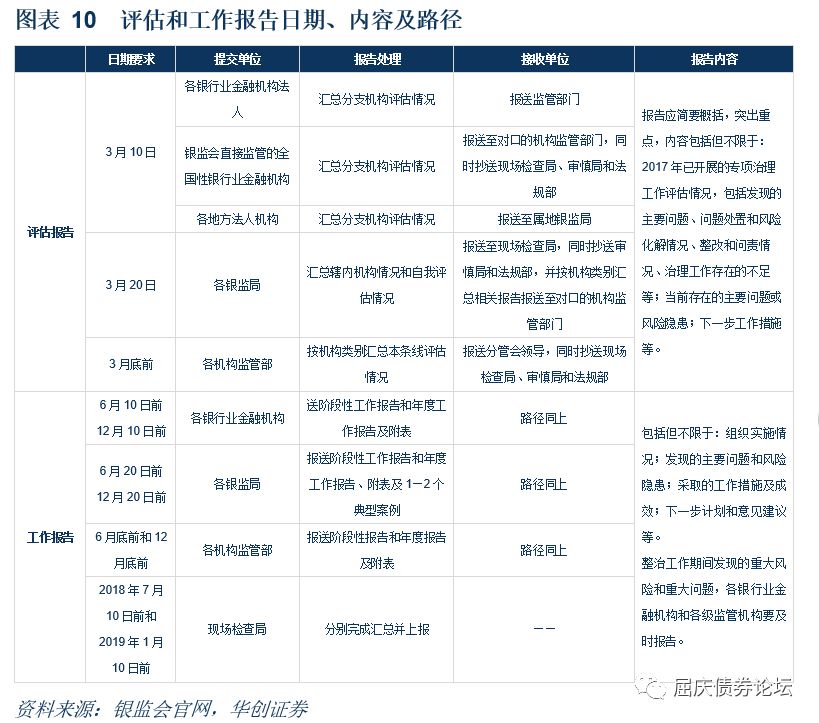 图表 10 评估和工作报告日期、内容及路径
日期要求 提交单位 报告处理 接收单位 报告内容
评估报告
3月10日
各银行业金融机构法
人
汇总分支机构评估情况
报送监管部门
银监会直接监管的全
国性银行业金融机构
汇总分支机构评估情况
报送至对口的机构监管部门，同
时抄送现场检查局、审慎局和法
规部
各地方法人机构
汇总分支机构评估情况
报送至属地银监局
3月20日
各银监局
汇总辖内机构情况和自我评
估情况
报送至现场检查局，同时抄送审
慎局和法规部，并按机构类别汇
总相关报告报送至对口的机构监
管部门
3月底前
各机构监管部
按机构类别汇总本条线评估
情况
报送分管会领导，同时抄送现场
检查局、审慎局和法规部
报告应简要概括，突出重
点，内容包括但不限于：
2017年已开展的专项治理
工作评估情况，包括发现的
主要问题、问题处置和风险
化解情况、整改和问责情
况、治理工作存在的不足
等；当前存在的主要问题或
风险隐患；下一步工作措施
等。
工作报告
6月10日前
12月10日前
各银行业金融机构
送阶段性工作报告和年度工
作报告及附表
路径同上
6月20日前
12月20日前
各银监局
报送阶段性工作报告和年度
工作报告、附表及1－2个
典型案例
路径同上
6月底前和12
月底前
各机构监管部
报送阶段性报告和年度报告
及附表
路径同上
2018年7月
10日前和
2019年1月
10日前
现场检查局
分别完成汇总并上报
——
包括但不限于：组织实施情
况；发现的主要问题和风险
隐患；采取的工作措施及成
效；下一步计划和意见建议
等。
整治工作期间发现的重大风
险和重大问题，各银行业金
融机构和各级监管机构要及
时报告。
屈庆债券论坛
资料来源：银监会官网，华创证券